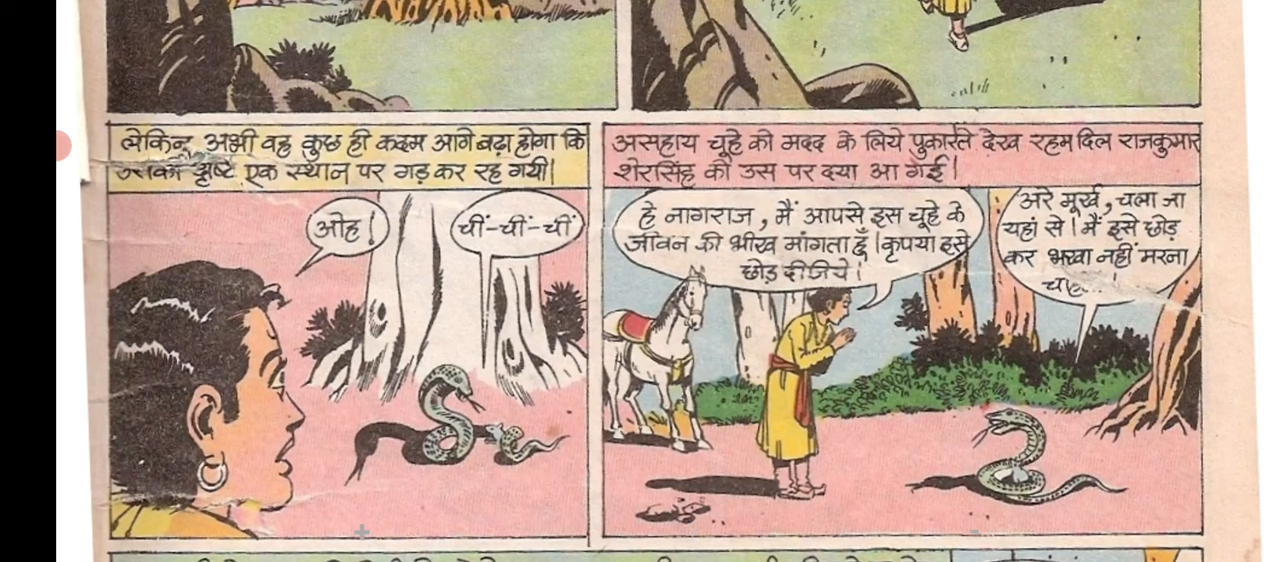 लेकिन अभी वह कुछ ही कदम आगे बढ़ा होगा कि
उसकी दृष्टि एक स्थान पर गड़ कर रह गयी।
ओह!
चीं-चीं-चीं
असहाय चूहे को मदद के लिये पुकारते देख रहम दिल राजकुमार
शेरसिंह को उस पर दया आ गई।
हे नागराज, मैं आपसे इस चूहे के
जीवन की भीख मांगता हूँ। कृपया इसे
छोड़ दीजिये।
अरे मूर्ख, चला जा
यहां से। मैं इसे छोड़
कर भूखा नहीं मरना